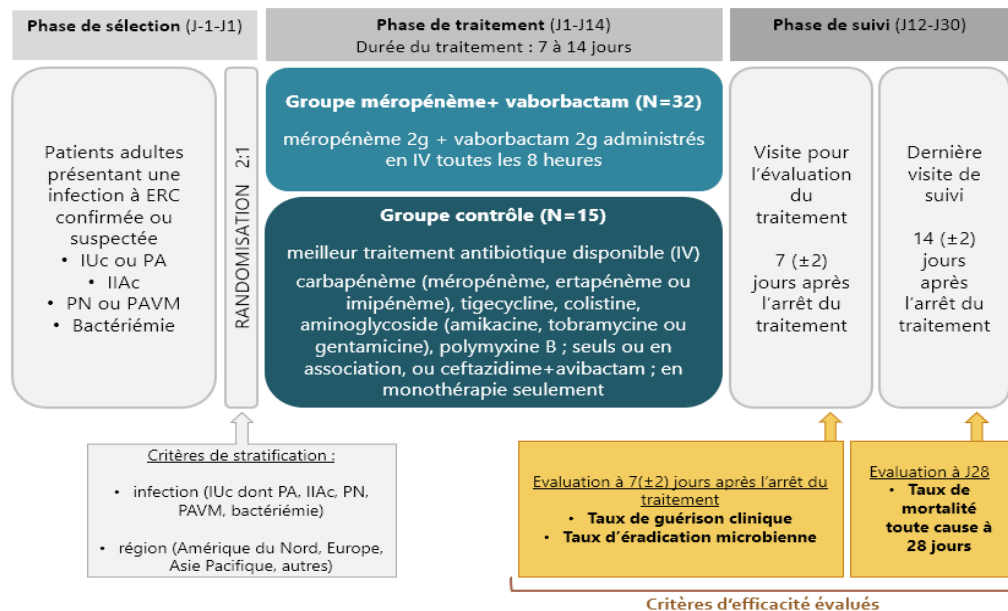 Phase de sélection (J-1-J1)
Phase de traitement (J1-J14)
Durée du traitement : 7 à 14 jours
Phase de suivi (J12-J30)
Patients adultes
présentant une
infection à ERC
confirmée ou
suspectée
• IUc ou PA
• IIAc
• PN ou PAVM
• Bactériémie
RANDOMISATION 2:1
Groupe méropénème+ vaborbactam (N=32)
méropénème 2g + vaborbactam 2g administrés
en IV toutes les 8 heures
Groupe contrôle (N=15)
meilleur traitement antibiotique disponible (IV)
carbapénème (méropénème, ertapénème ou
imipénème), tigecycline, colistine,
aminoglycoside (amikacine, tobramycine ou
gentamicine), polymyxine B ; seuls ou en
association, ou ceftazidime+avibactam ; en
monothérapie seulement
Visite pour
l'évaluation
du
traitement
7 (±2)
jours après
l'arrêt du
traitement
Dernière
visite de
suivi
14 (±2)
jours
après
l'arrêt du
traitement
Critères de stratification :
• infection (IUc dont PA, IIAc, PN,
PAVM, bactériémie)
• région (Amérique du Nord, Europe,
Asie Pacifique, autres)
Evaluation à 7(±2) jours après l'arrêt du
traitement
• Taux de guérison clinique
• Taux d'éradication microbienne
Evaluation à J28
• Taux de
mortalité
toute cause à
28 jours
Critères d'efficacité évalués